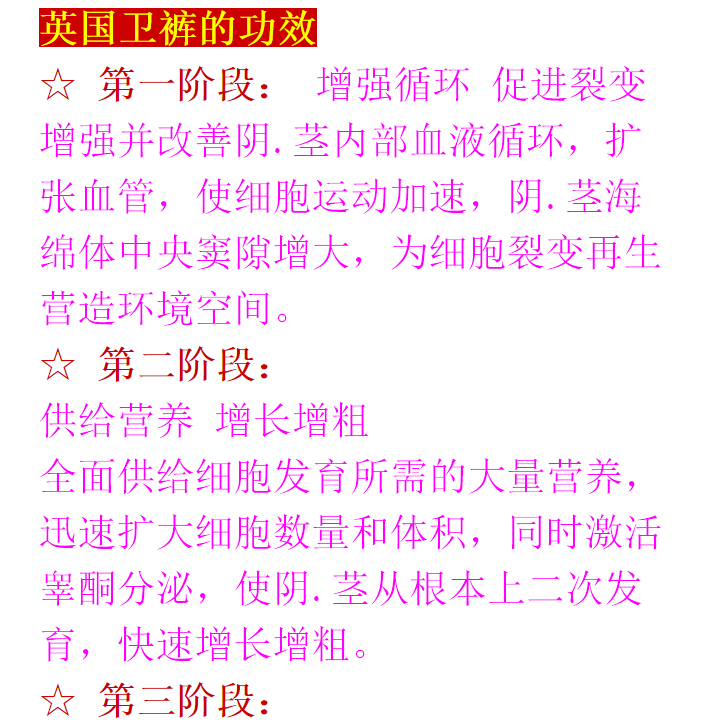 英国卫裤的功效
☆ 第一阶段： 增强循环 促进裂变
增强并改善阴.茎内部血液循环，扩
张血管，使细胞运动加速，阴.茎海
绵体中央窦隙增大，为细胞裂变再生
营造环境空间。
☆ 第二阶段：
供给营养 增长增粗
全面供给细胞发育所需的大量营养，
迅速扩大细胞数量和体积，同时激活
睾酮分泌，使阴.茎从根本上二次发
育，快速增长增粗。
☆ 第三阶段：